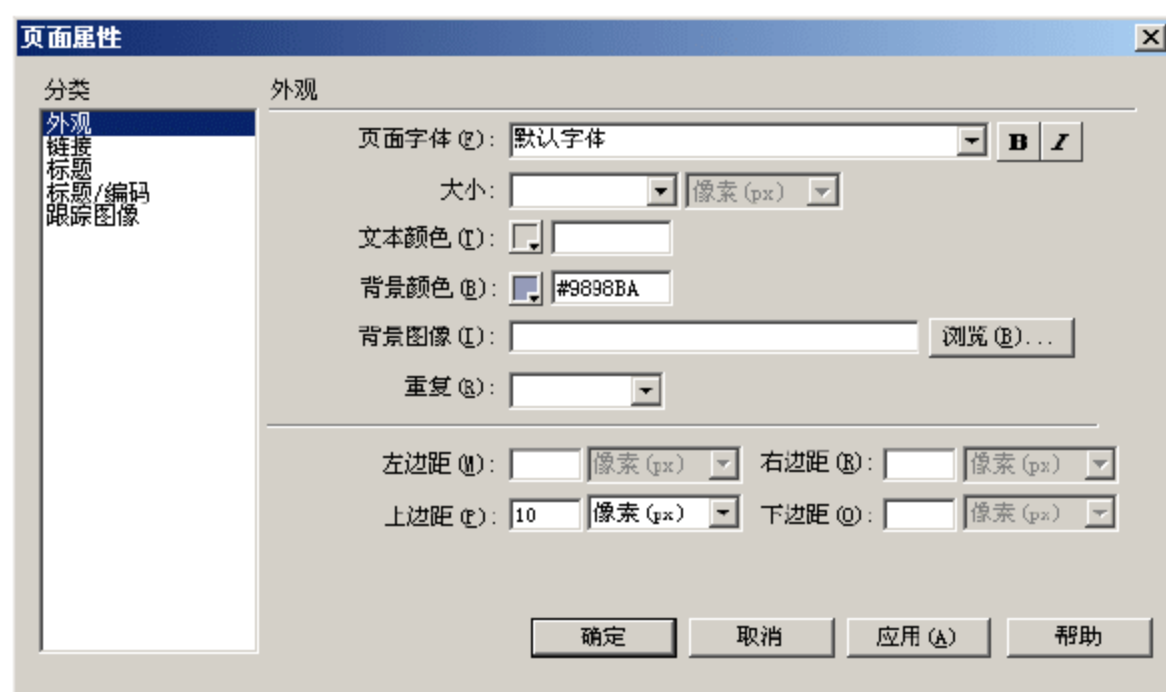 页面属性
分类
外观
链接
标题
标题/编码
跟踪图像
外观
页面字体(F): 默认字体 B I
大小: 像素(px)
文本颜色(T):
背景颜色(B): #9898BA
背景图像(I): 浏览(B)...
重复(R):
左边距(M): 像素(px) 右边距(R): 像素(px)
上边距(P): 10 像素(px) 下边距(O): 像素(px)
确定 取消 应用(A) 帮助